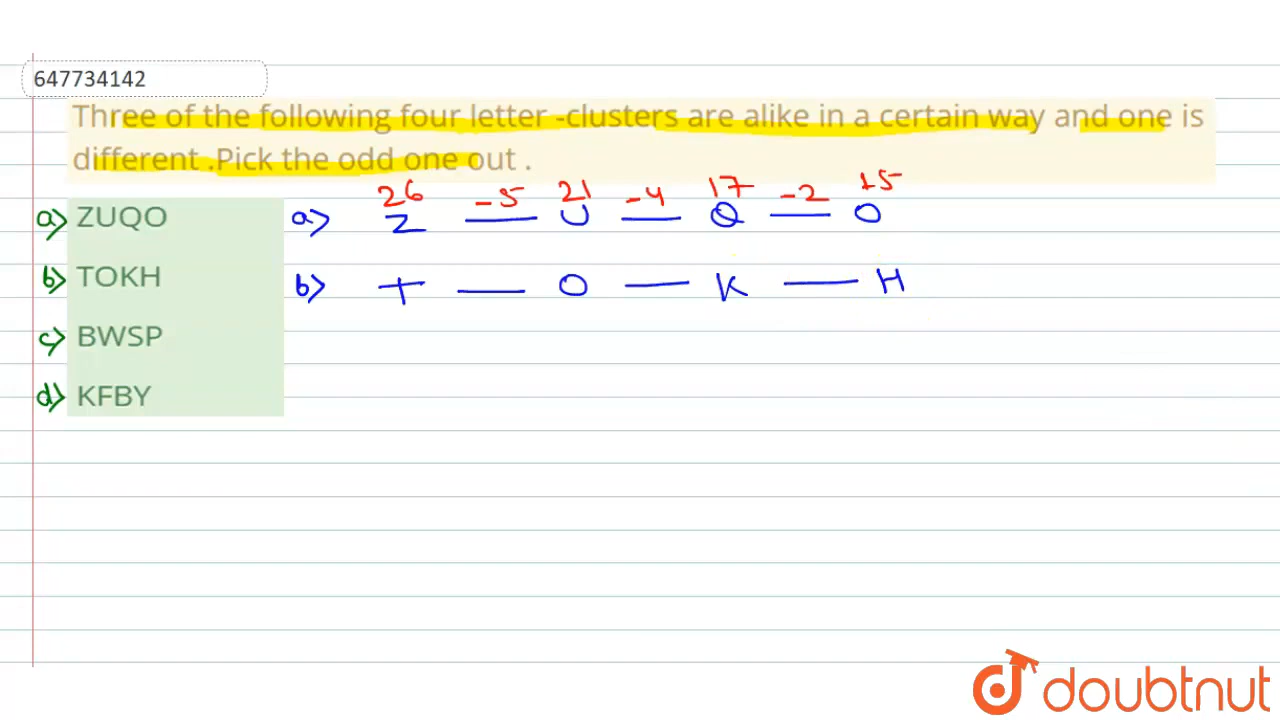 647734142
Three of the following four letter -clusters are alike in a certain way and one is
different .Pick the odd one out .
26 -5 21 -4 17 -2 15
a) ZUQO a) Z — U — Q — O
b) TOKH b) T — O — K — H
c) BWSP
d) KFBY
doubtnut